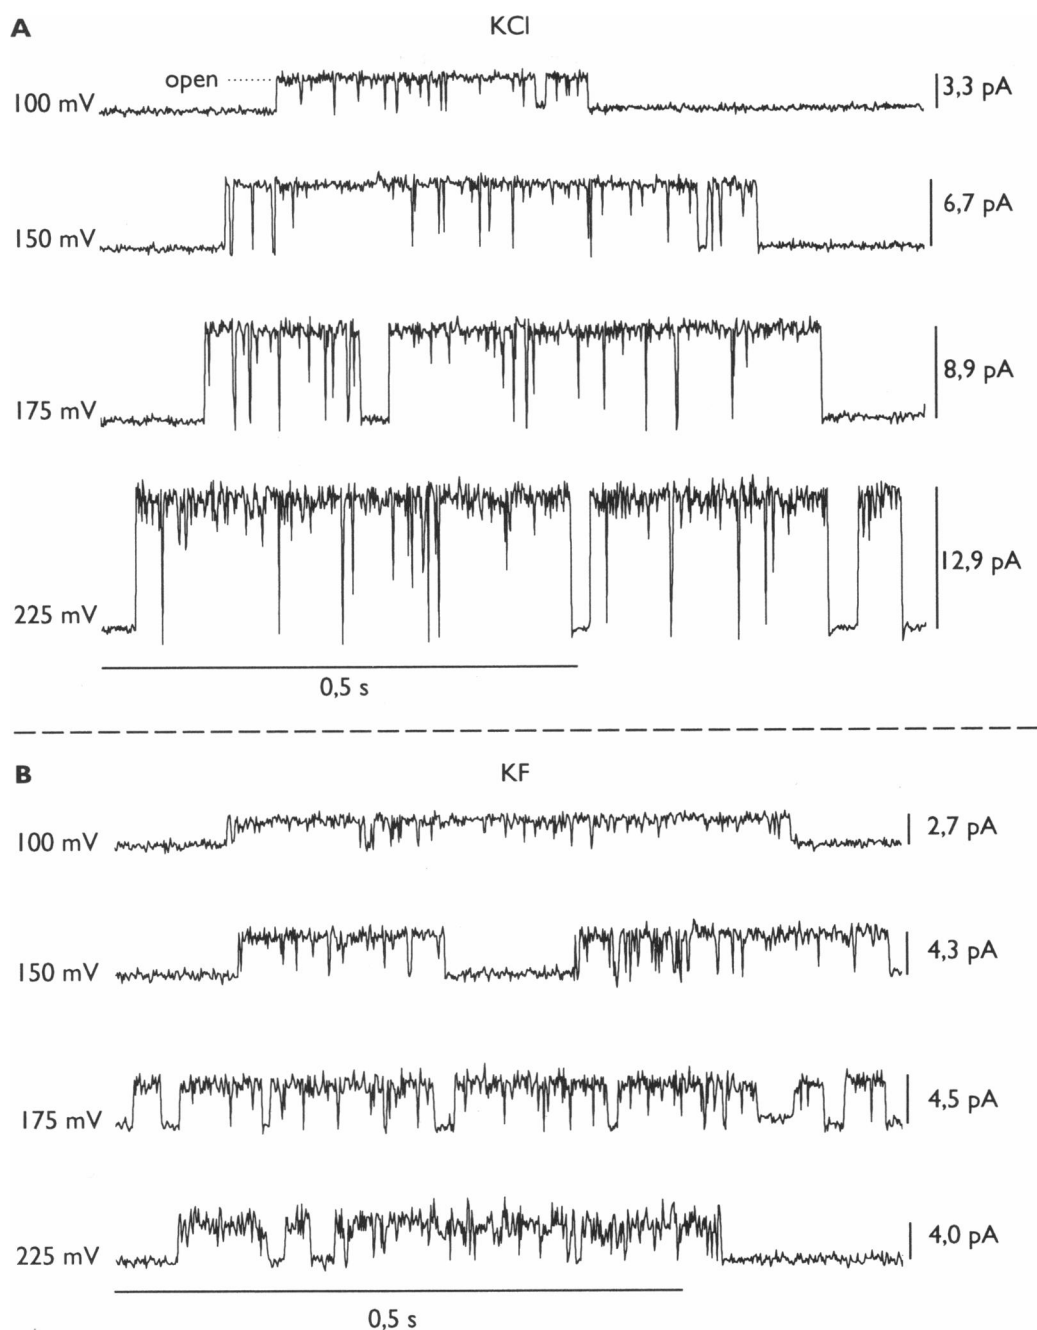 A
KCl
open
100 mV
3,3 pA
150 mV
6,7 pA
175 mV
8,9 pA
225 mV
12,9 pA
0,5 s
B
KF
100 mV
2,7 pA
150 mV
4,3 pA
175 mV
4,5 pA
225 mV
4,0 pA
0,5 s